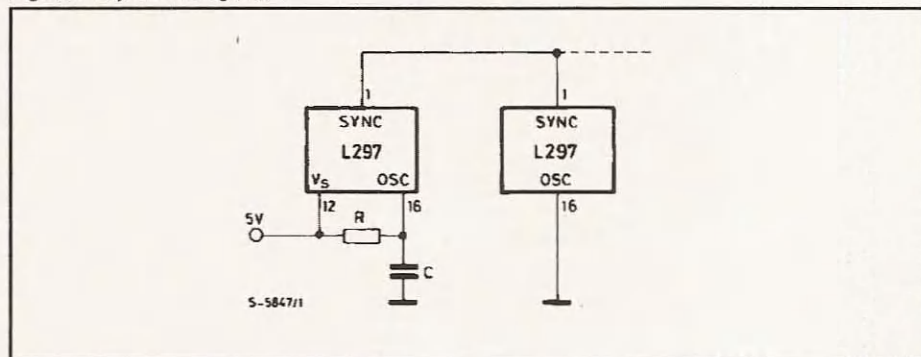 1
1
SYNC
SYNC
L297
L297
Vs
OSC
OSC
12
16
16
5V
R
C
S-5847/1